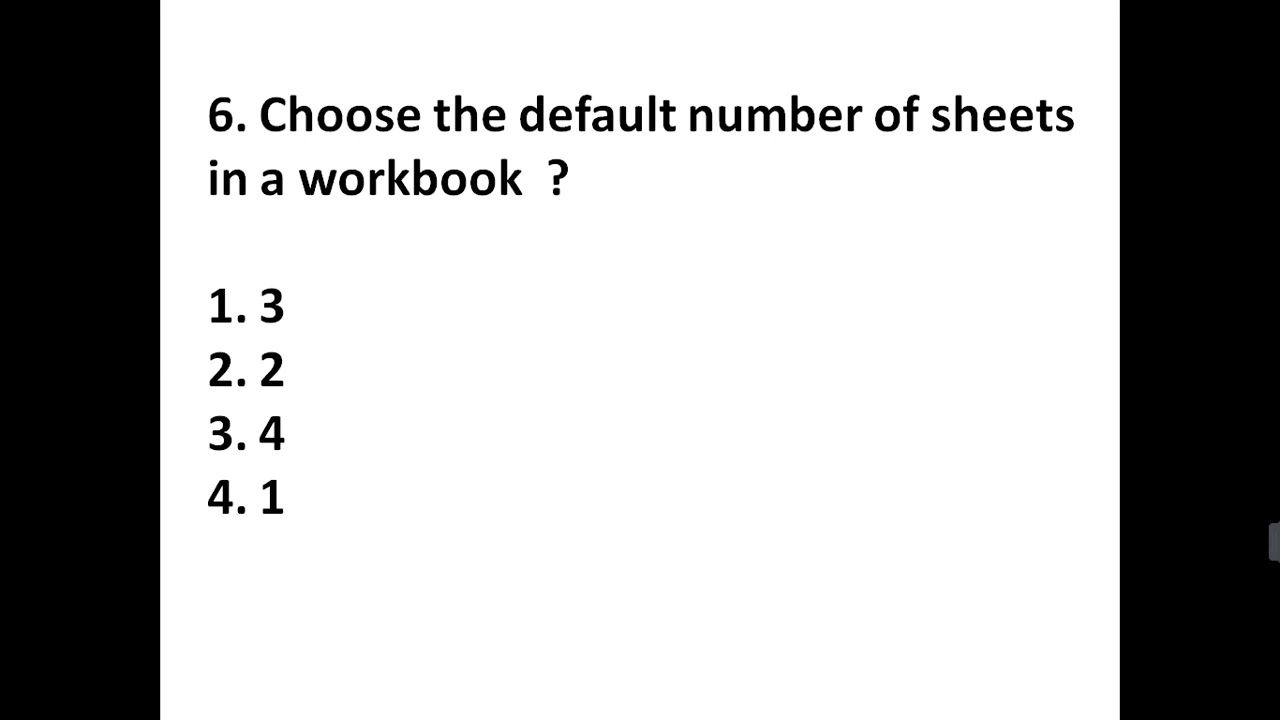 6. Choose the default number of sheets
in a workbook  ?
1. 3
2. 2
3. 4
4. 1